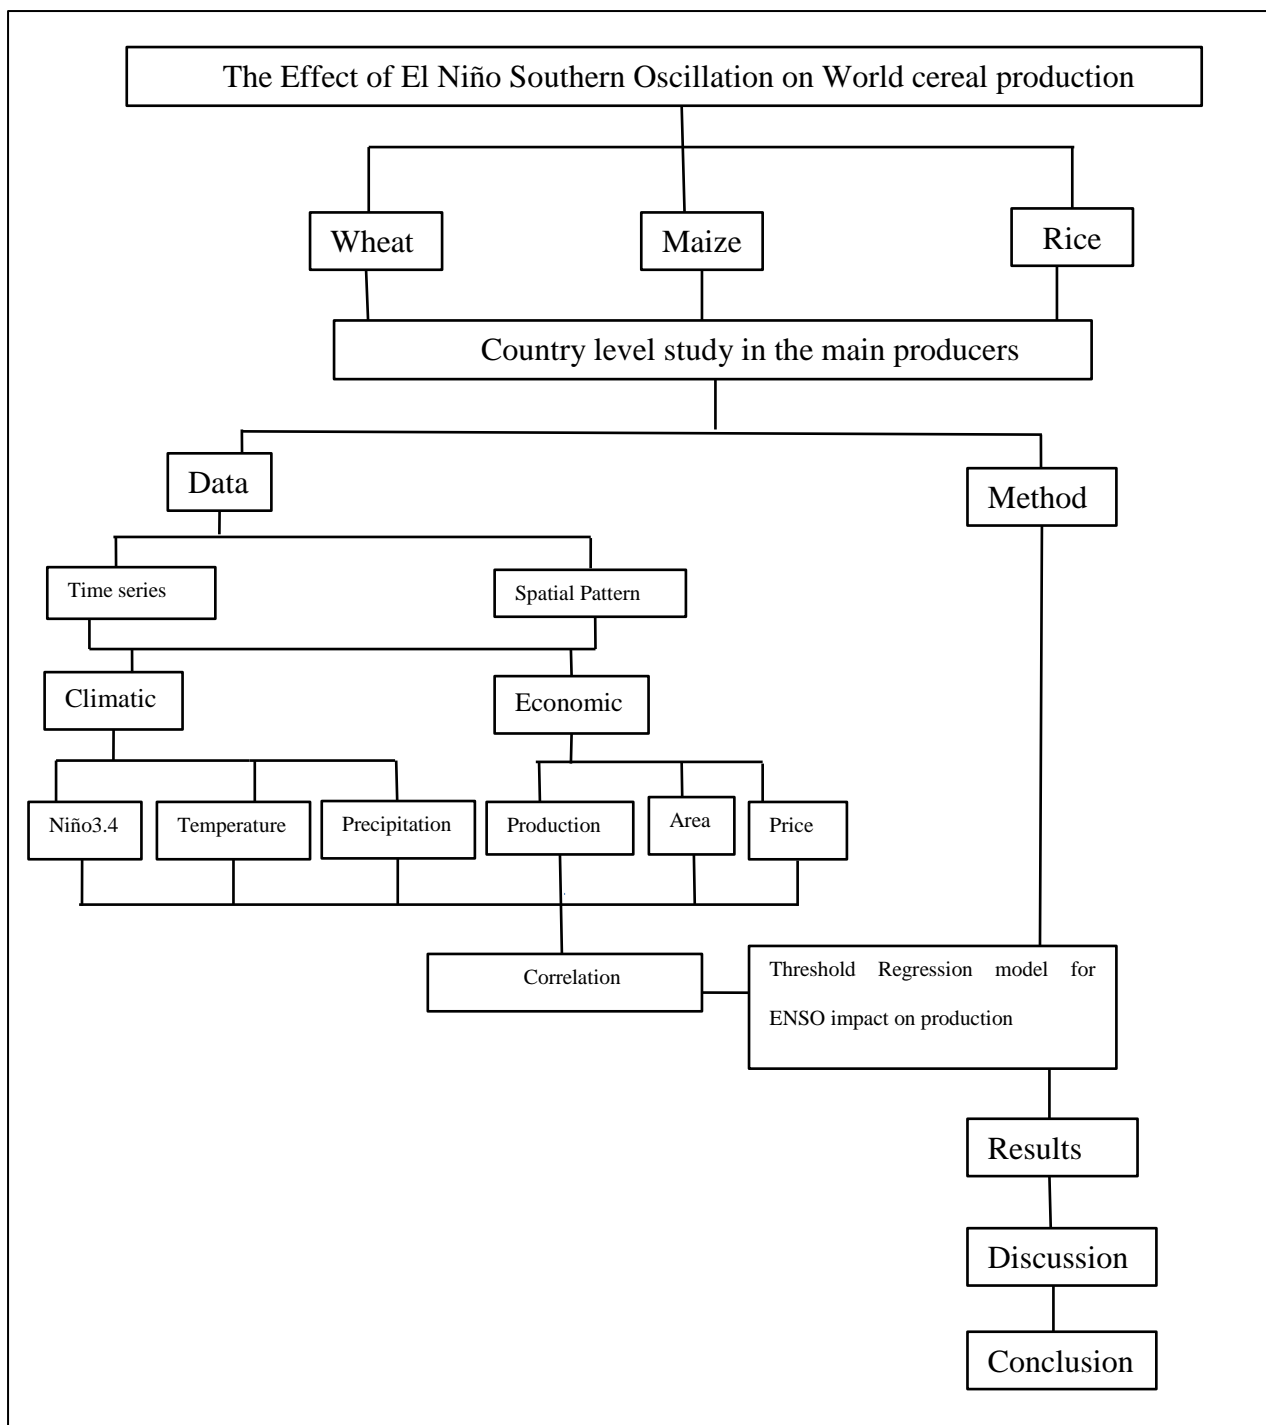 The Effect of El Niño Southern Oscillation on World cereal production
Wheat
Maize
Rice
Country level study in the main producers
Data
Method
Time series
Spatial Pattern
Climatic
Economic
Niño3.4
Temperature
Precipitation
Production
Area
Price
Correlation
Threshold Regression model for
ENSO impact on production
Results
Discussion
Conclusion